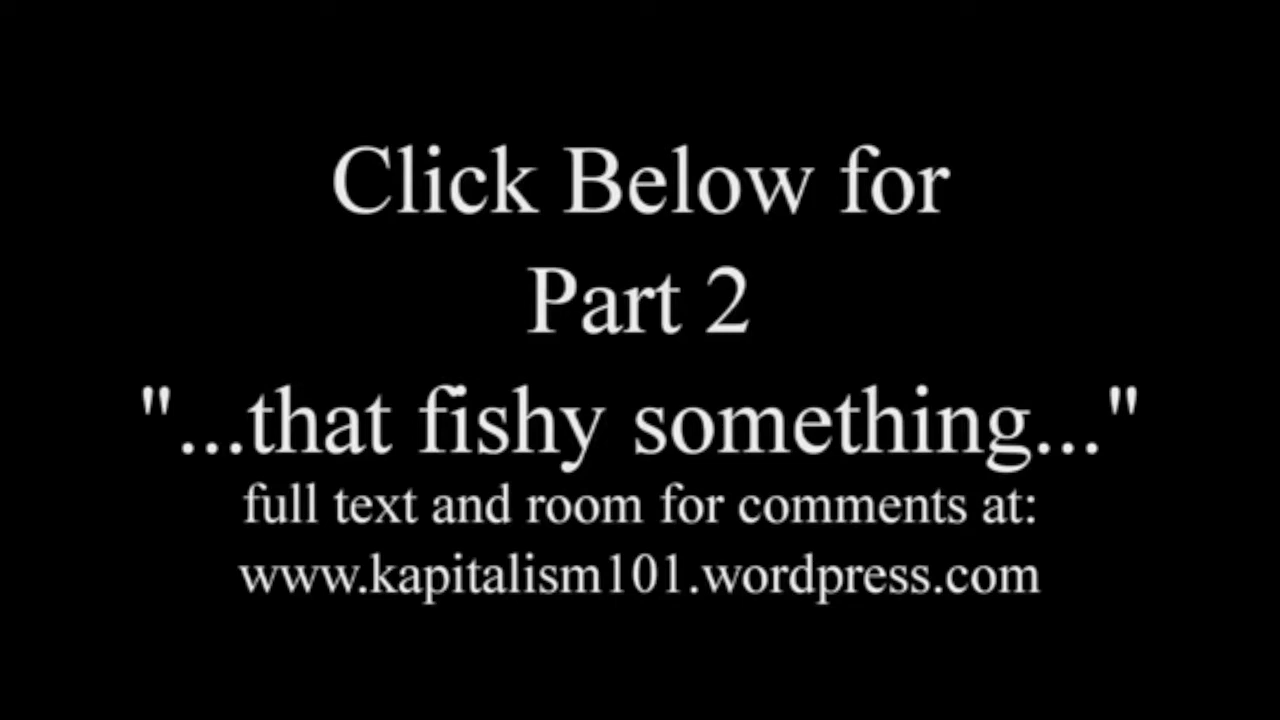 Click Below for
Part 2
"...that fishy something..."
full text and room for comments at:
www.kapitalism101.wordpress.com